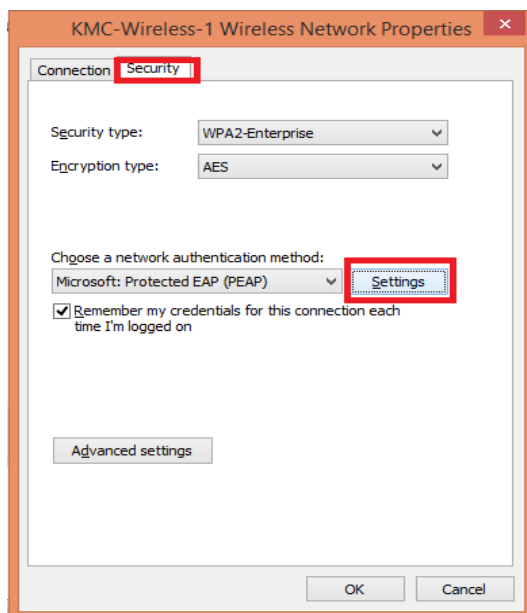 KMC-Wireless-1 Wireless Network Properties
Connection Security
Security type: WPA2-Enterprise
Encryption type: AES
Choose a network authentication method:
Microsoft: Protected EAP (PEAP) Settings
Remember my credentials for this connection each
time I'm logged on
Advanced settings
OK Cancel